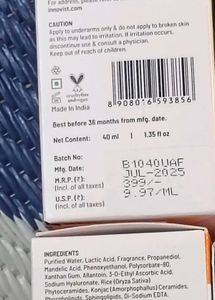 innovist.com
CAUTION
Apply to underarms only & do not apply to broken skin
as this may lead to irritation. If irritation occurs,
discontinue use & consult a physician.
Keep out of reach of children.
Made In India
8 908016 593856
Best before 36 months from mfg. date.
Net Content: 40 ml | 1.35 fl oz
Batch No: B1040UAF
Mfg. Date: JUL-2025
M.R.P. (₹) 399/-
(Incl. of all taxes)
U.S.P. (₹) 9.97/ML
(Incl. of all taxes)
INGREDIENTS
Purified Water, Lactic Acid, Fragrance, Propanediol,
Mandelic Acid, Phenoxyethanol, Polysorbate-80,
Xanthan Gum, Allantoin, 3-O-Ethyl Ascorbic Acid,
Sodium Hyaluronate, Rice (Oryza Sativa)
Phytoceramides, Konjac (Amorphophallus) Ceramides,
Phospholipids, Sphingolipids, Di-Sodium EDTA,